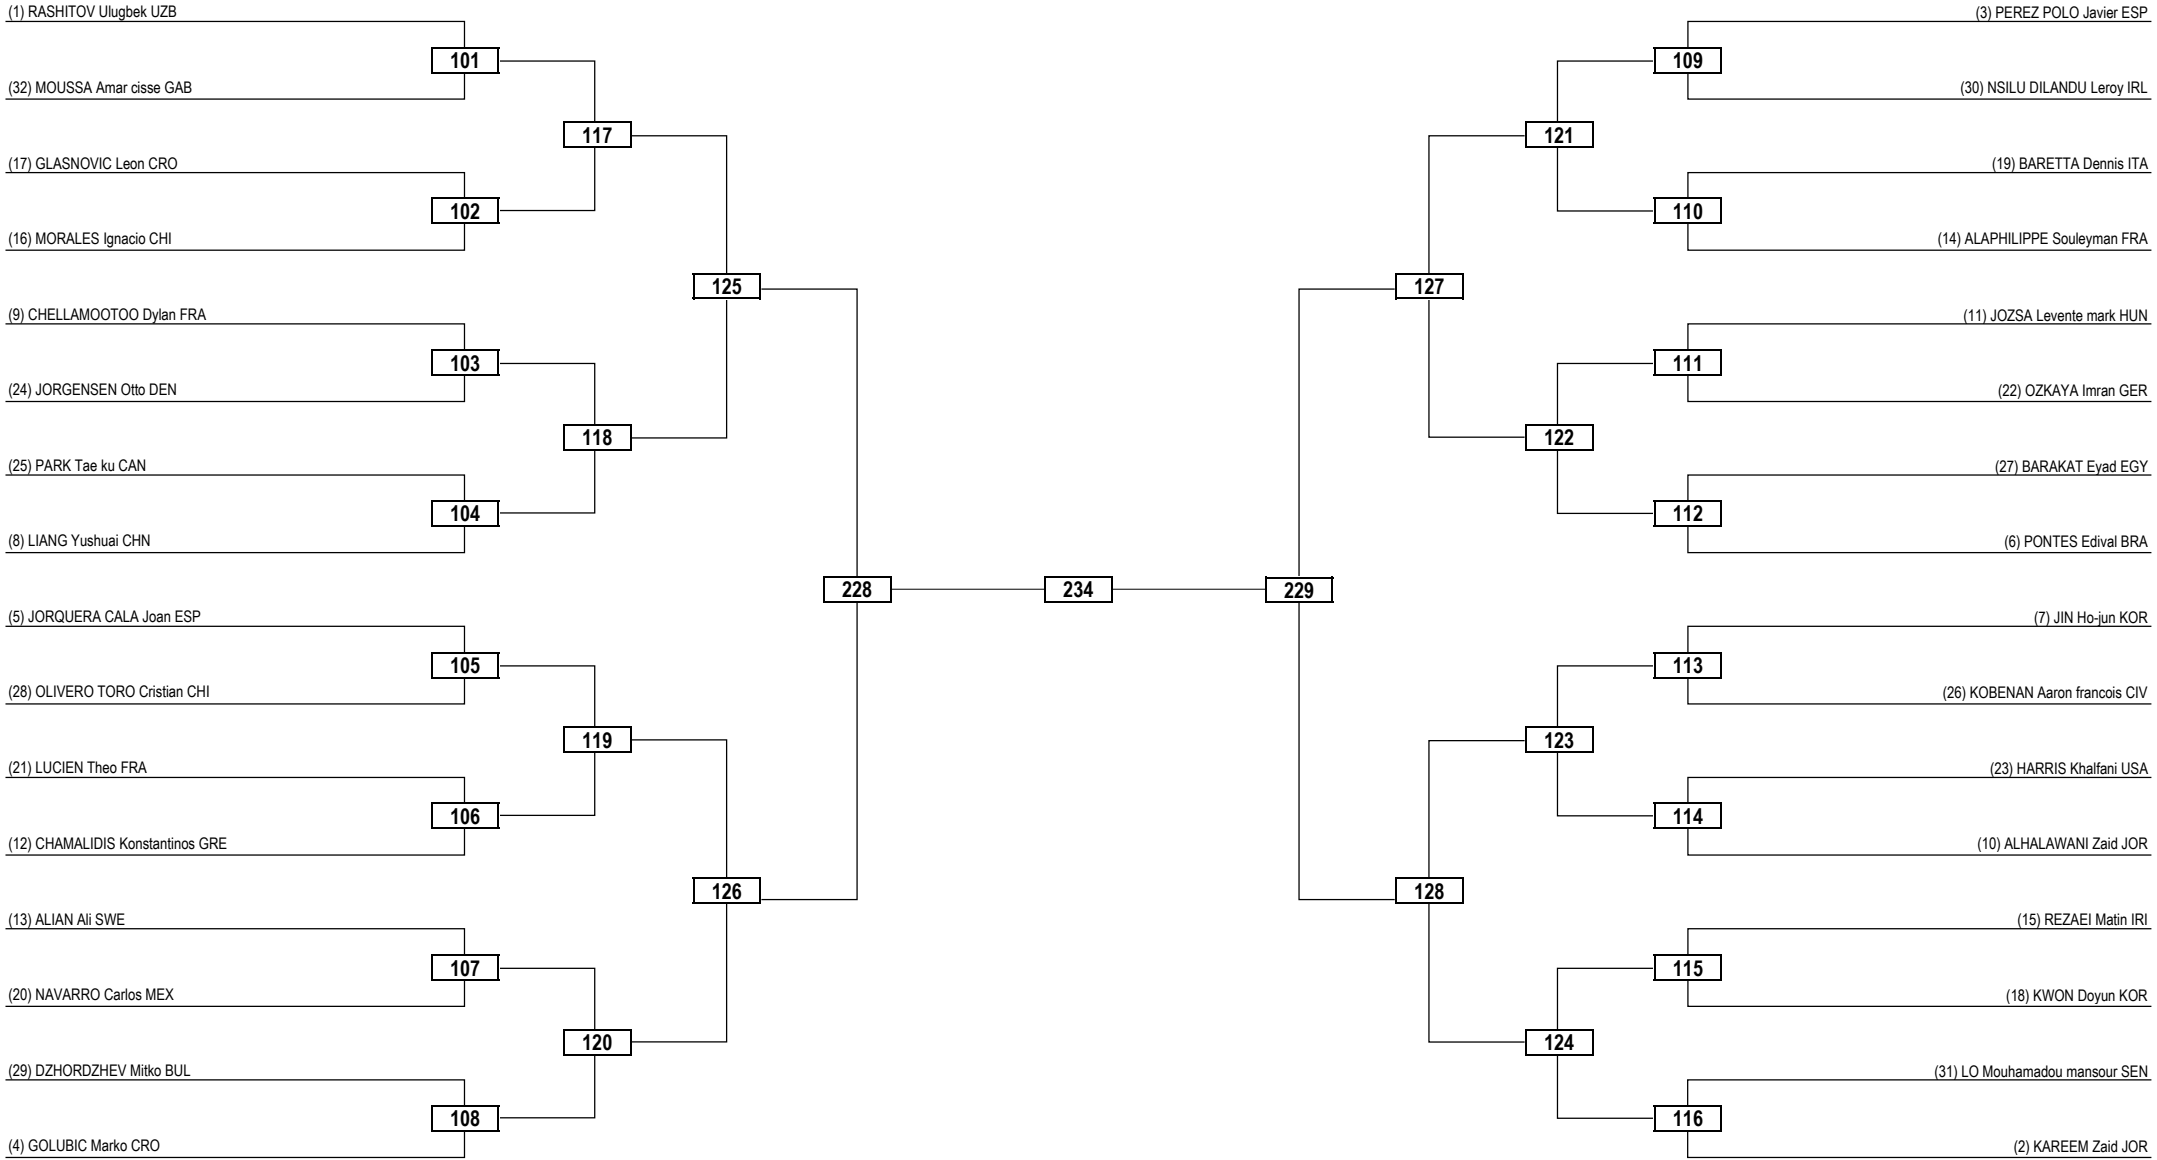 (1) RASHITOV Ulugbek UZB
101
(32) MOUSSA Amar cisse GAB
117
(17) GLASNOVIC Leon CRO
102
(16) MORALES Ignacio CHI
125
(9) CHELLAMOOTOO Dylan FRA
103
(24) JORGENSEN Otto DEN
118
(25) PARK Tae ku CAN
104
(8) LIANG Yushuai CHN
228
(5) JORQUERA CALA Joan ESP
105
(28) OLIVERO TORO Cristian CHI
119
(21) LUCIEN Theo FRA
106
(12) CHAMALIDIS Konstantinos GRE
126
(13) ALIAN Ali SWE
107
(20) NAVARRO Carlos MEX
120
(29) DZHORDZHEV Mitko BUL
108
(4) GOLUBIC Marko CRO
234
(3) PEREZ POLO Javier ESP
109
(30) NSILU DILANDU Leroy IRL
121
(19) BARETTA Dennis ITA
110
(14) ALAPHILIPPE Souleyman FRA
127
(11) JOZSA Levente mark HUN
111
(22) OZKAYA Imran GER
122
(27) BARAKAT Eyad EGY
112
(6) PONTES Edival BRA
229
(7) JIN Ho-jun KOR
113
(26) KOBENAN Aaron francois CIV
123
(23) HARRIS Khalfani USA
114
(10) ALHALAWANI Zaid JOR
128
(15) REZAEI Matin IRI
115
(18) KWON Doyun KOR
124
(31) LO Mouhamadou mansour SEN
116
(2) KAREEM Zaid JOR